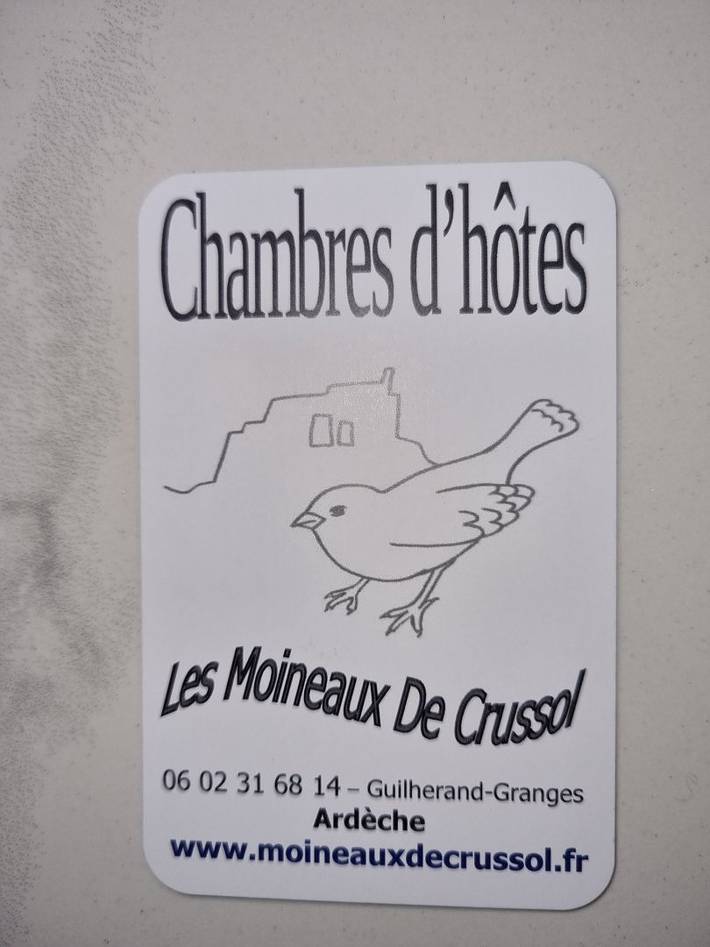 Chambres d'hôtes
Les Moineaux De Crussol
06 02 31 68 14 – Guilherand-Granges
Ardèche
www.moineauxdecrussol.fr